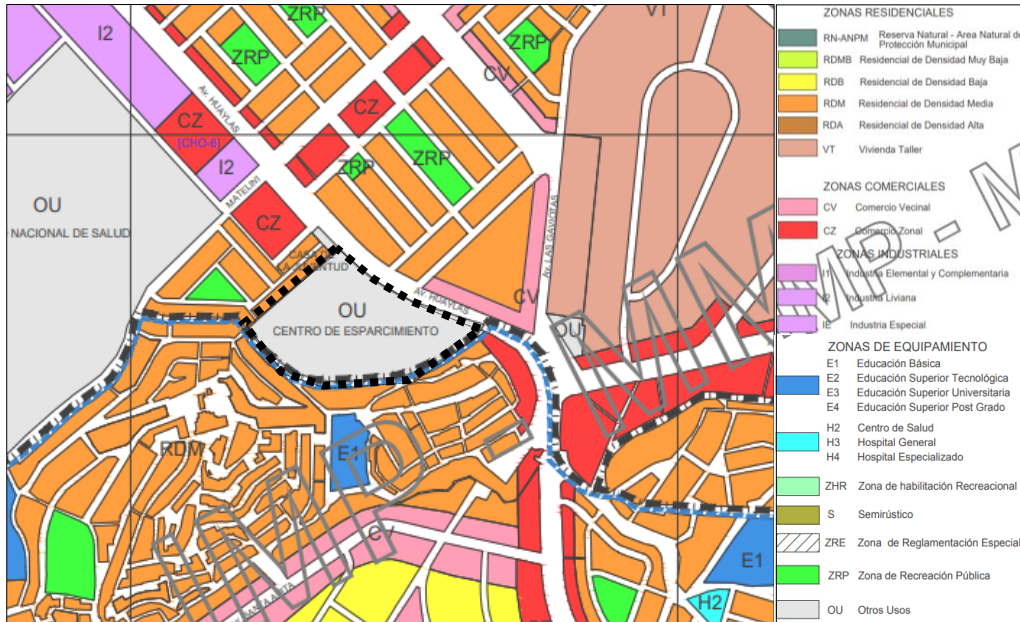 I2
ZRP
ZRP
VT
CV
ZRP
Av. HUAYLAS
CZ
CZ
[CHO-6]
I2
ZRP
ZRP
MATELINI
OU
NACIONAL DE SALUD
CZ
CASA DE
LA JUVENTUD
Av. LAS GAVIOTAS
OU
CENTRO DE ESPARCIMIENTO
Av. HUAYLAS
CV
OU
RDM
E1
E1
H2
ZONAS RESIDENCIALES
RN-ANPM Reserva Natural - Area Natural de
Protección Municipal
RDMB Residencial de Densidad Muy Baja
RDB Residencial de Densidad Baja
RDM Residencial de Densidad Media
RDA Residencial de Densidad Alta
VT Vivienda Taller
ZONAS COMERCIALES
CV Comercio Vecinal
CZ Comercio Zonal
ZONAS INDUSTRIALES
I1 Industria Elemental y Complementaria
I2 Industria Liviana
IE Industria Especial
ZONAS DE EQUIPAMIENTO
E1 Educación Básica
E2 Educación Superior Tecnológica
E3 Educación Superior Universitaria
E4 Educación Superior Post Grado
H2 Centro de Salud
H3 Hospital General
H4 Hospital Especializado
ZHR Zona de habilitación Recreacional
S Semirústico
ZRE Zona de Reglamentación Especial
ZRP Zona de Recreación Pública
OU Otros Usos